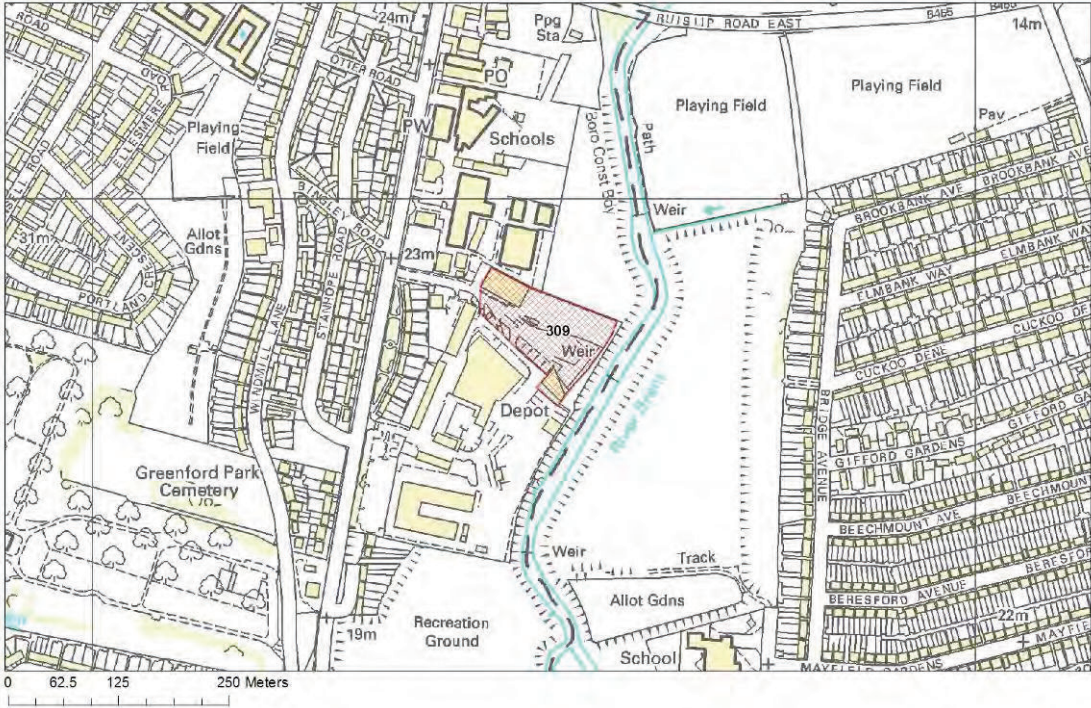 24m
Ppg
Sta
RUISLIP ROAD EAST
B455
14m
ROAD
OTTER ROAD
PO
PW
Schools
Playing Field
Playing Field
Pav
Path
Boro Const Bdy
ELLESMERE
ROAD
Playing
Field
BROOKBANK AVE
BROOKBANK AVE
Weir
31m
BINGLEY
ROAD
Allot
Gdns
23m
ELMBANK WAY
ELMBANK WAY
PORTLAND CRESCENT
STANHOPE ROAD
WINDMILL LANE
309
Weir
CUCKOO DENE
CUCKOO DENE
BRIDGE AVENUE
Depot
River Brent
GIFFORD GARDENS
Greenford Park
Cemetery
BEECHMOUNT AVE
BEECHMOUNT
Weir
Track
BERESFORD AVENUE
BERESFORD
Allot Gdns
22m
19m
Recreation
Ground
School
MAYFIELD GARDENS
0 62.5 125 250 Meters